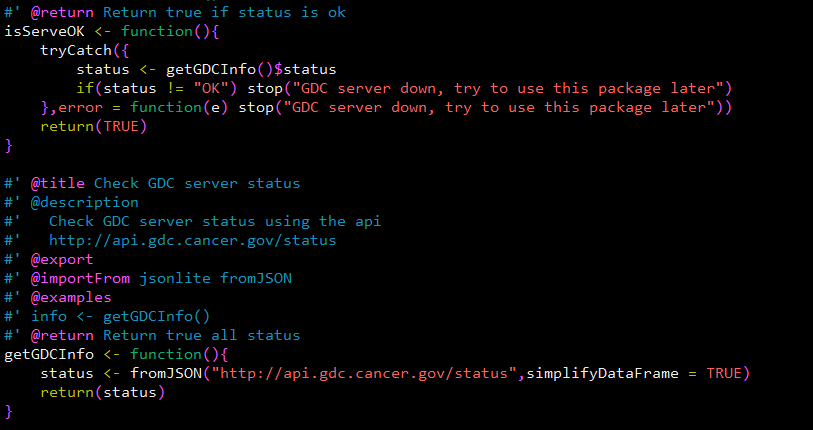 #' @return Return true if status is ok
isServeOK <- function(){
    tryCatch({
        status <- getGDCInfo()$status
        if(status != "OK") stop("GDC server down, try to use this package later")
    },error = function(e) stop("GDC server down, try to use this package later"))
    return(TRUE)
}
#' @title Check GDC server status
#' @description
#'   Check GDC server status using the api
#'   http://api.gdc.cancer.gov/status
#' @export
#' @importFrom jsonlite fromJSON
#' @examples
#' info <- getGDCInfo()
#' @return Return true all status
getGDCInfo <- function(){
    status <- fromJSON("http://api.gdc.cancer.gov/status",simplifyDataFrame = TRUE)
    return(status)
}